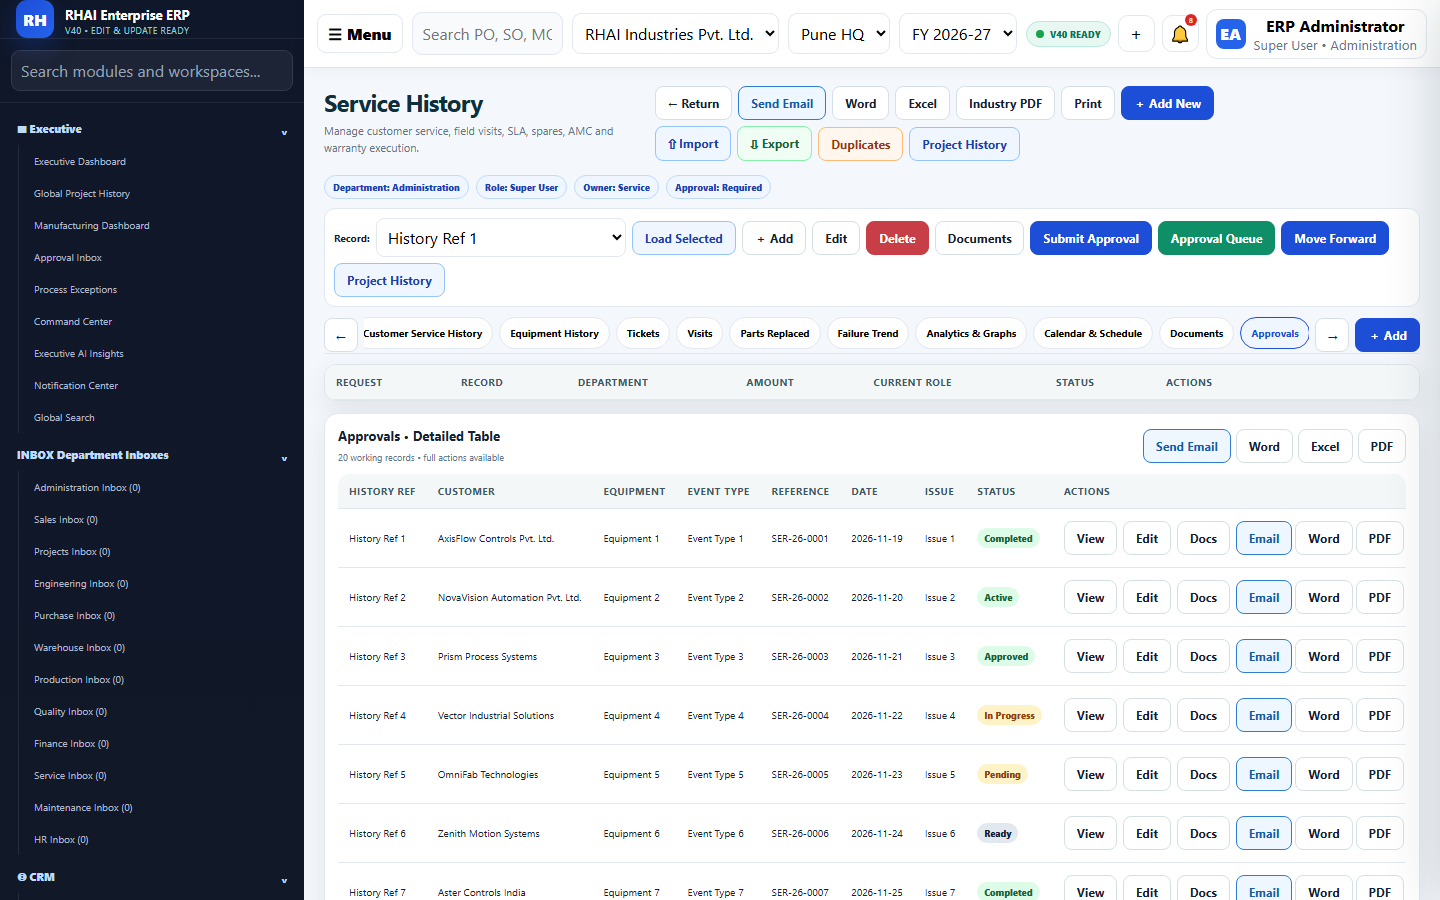 RH
RHAI Enterprise ERP
V40 • EDIT & UPDATE READY
Search modules and workspaces...
Executive
Executive Dashboard
Global Project History
Manufacturing Dashboard
Approval Inbox
Process Exceptions
Command Center
Executive AI Insights
Notification Center
Global Search
INBOX Department Inboxes
Administration Inbox (0)
Sales Inbox (0)
Projects Inbox (0)
Engineering Inbox (0)
Purchase Inbox (0)
Warehouse Inbox (0)
Production Inbox (0)
Quality Inbox (0)
Finance Inbox (0)
Service Inbox (0)
Maintenance Inbox (0)
HR Inbox (0)
CRM
☰ Menu
Search PO, SO, MC
RHAI Industries Pvt. Ltd.
Pune HQ
FY 2026-27
V40 READY
+
8
EA
ERP Administrator
Super User • Administration
Service History
Manage customer service, field visits, SLA, spares, AMC and
warranty execution.
← Return Send Email Word Excel Industry PDF Print + Add New
⇧ Import ⇩ Export Duplicates Project History
Department: Administration Role: Super User Owner: Service Approval: Required
Record: History Ref 1 Load Selected + Add Edit Delete Documents Submit Approval Approval Queue Move Forward
Project History
← Customer Service History Equipment History Tickets Visits Parts Replaced Failure Trend Analytics & Graphs Calendar & Schedule Documents Approvals → + Add
REQUEST RECORD DEPARTMENT AMOUNT CURRENT ROLE STATUS ACTIONS
Approvals • Detailed Table
20 working records • full actions available
Send Email Word Excel PDF
HISTORY REF CUSTOMER EQUIPMENT EVENT TYPE REFERENCE DATE ISSUE STATUS ACTIONS
History Ref 1 AxisFlow Controls Pvt. Ltd. Equipment 1 Event Type 1 SER-26-0001 2026-11-19 Issue 1 Completed View Edit Docs Email Word PDF
History Ref 2 NovaVision Automation Pvt. Ltd. Equipment 2 Event Type 2 SER-26-0002 2026-11-20 Issue 2 Active View Edit Docs Email Word PDF
History Ref 3 Prism Process Systems Equipment 3 Event Type 3 SER-26-0003 2026-11-21 Issue 3 Approved View Edit Docs Email Word PDF
History Ref 4 Vector Industrial Solutions Equipment 4 Event Type 4 SER-26-0004 2026-11-22 Issue 4 In Progress View Edit Docs Email Word PDF
History Ref 5 OmniFab Technologies Equipment 5 Event Type 5 SER-26-0005 2026-11-23 Issue 5 Pending View Edit Docs Email Word PDF
History Ref 6 Zenith Motion Systems Equipment 6 Event Type 6 SER-26-0006 2026-11-24 Issue 6 Ready View Edit Docs Email Word PDF
History Ref 7 Aster Controls India Equipment 7 Event Type 7 SER-26-0007 2026-11-25 Issue 7 Completed View Edit Docs Email Word PDF